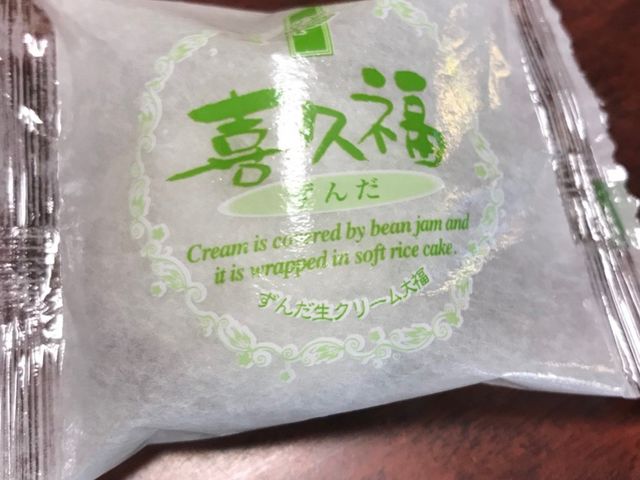 喜久福
ずんだ
Cream is covered by bean jam and
it is wrapped in soft rice cake.
ずんだ生クリーム大福